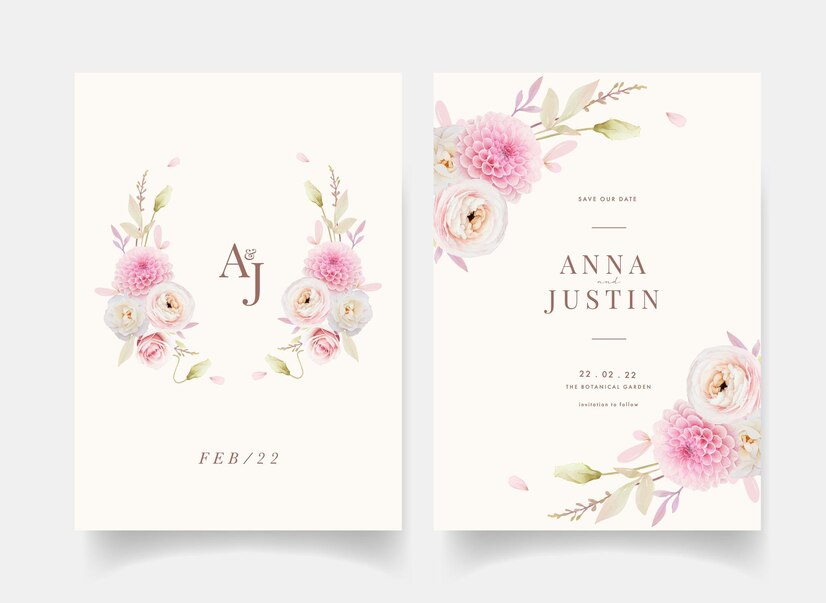 A&J
FEB/22
SAVE OUR DATE
ANNA
and
JUSTIN
22 . 02 . 22
THE BOTANICAL GARDEN
invitation to follow